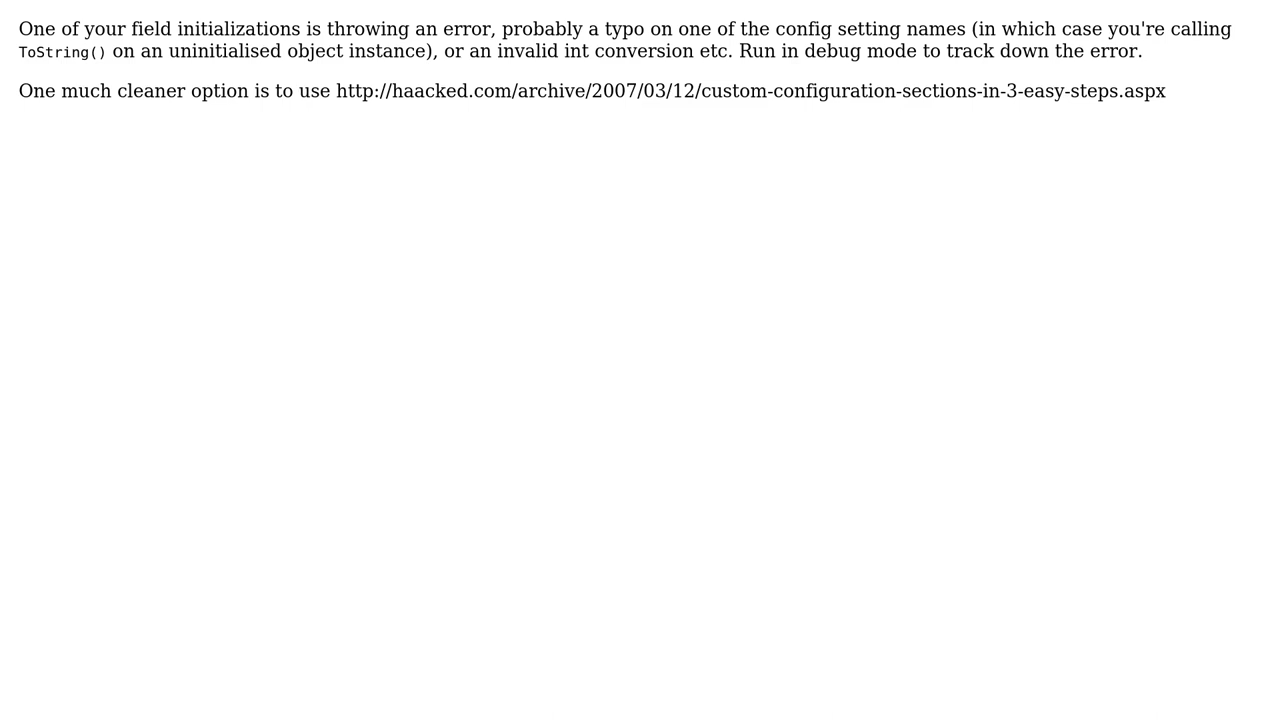 One of your field initializations is throwing an error, probably a typo on one of the config setting names (in which case you're calling
ToString() on an uninitialised object instance), or an invalid int conversion etc. Run in debug mode to track down the error.
One much cleaner option is to use http://haacked.com/archive/2007/03/12/custom-configuration-sections-in-3-easy-steps.aspx